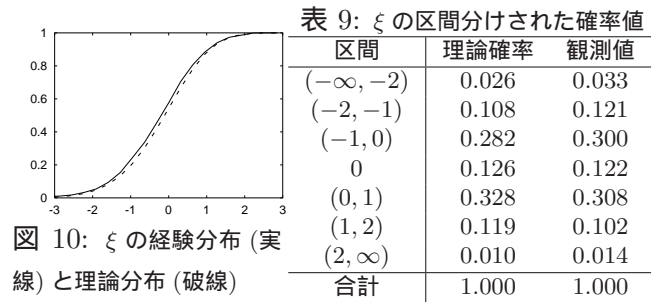 1
0.8
0.6
0.4
0.2
0
-3 -2 -1 0 1 2 3
図 10: ξ の経験分布 (実
線) と理論分布 (破線)
表 9: ξ の区間分けされた確率値
区間 理論確率 観測値
(−∞, −2) 0.026 0.033
(−2, −1) 0.108 0.121
(−1, 0) 0.282 0.300
0 0.126 0.122
(0, 1) 0.328 0.308
(1, 2) 0.119 0.102
(2, ∞) 0.010 0.014
合計 1.000 1.000